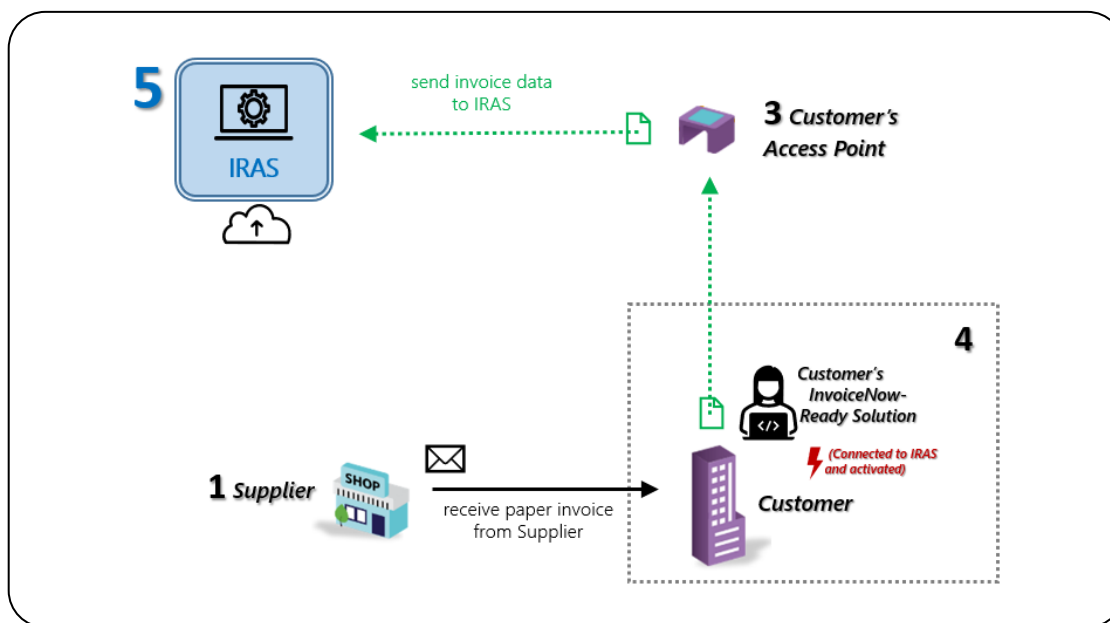 5
IRAS
send invoice data
to IRAS
3 Customer's
Access Point
4
Customer's
InvoiceNow-
Ready Solution
</>
(Connected to IRAS
and activated)
Customer
1 Supplier
SHOP
receive paper invoice
from Supplier